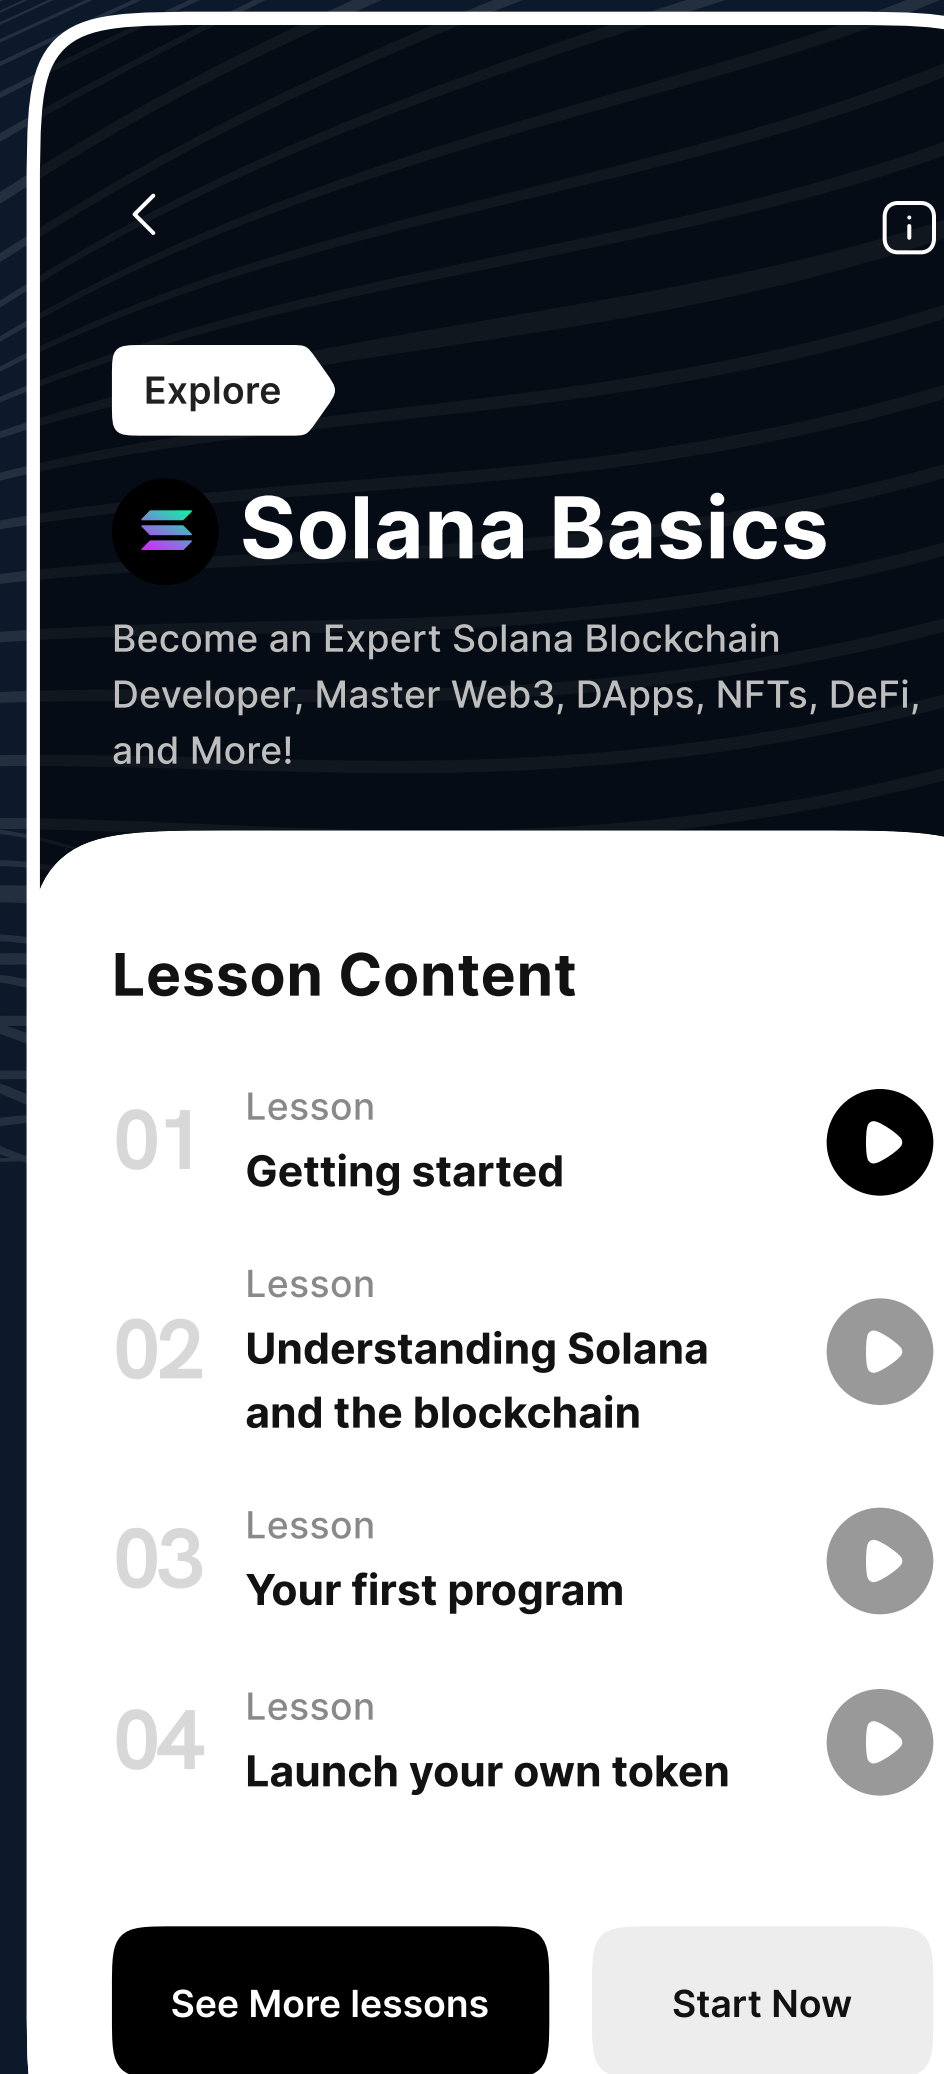 Explore
Solana Basics
Become an Expert Solana Blockchain
Developer, Master Web3, DApps, NFTs, DeFi,
and More!
Lesson Content
01
Lesson
Getting started
02
Lesson
Understanding Solana
and the blockchain
03
Lesson
Your first program
04
Lesson
Launch your own token
See More lessons
Start Now